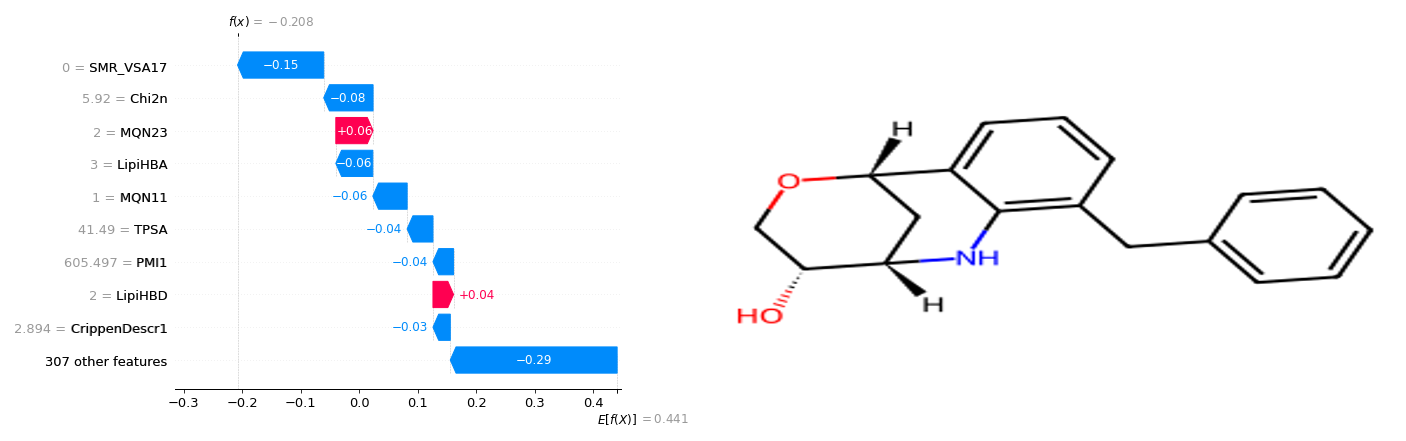 f(x) = −0.208
0 = SMR_VSA17
−0.15
5.92 = Chi2n
−0.08
2 = MQN23
+0.06
3 = LipiHBA
−0.06
1 = MQN11
−0.06
41.49 = TPSA
−0.04
605.497 = PMI1
−0.04
2 = LipiHBD
+0.04
2.894 = CrippenDescr1
−0.03
307 other features
−0.29
−0.3 −0.2 −0.1 0.0 0.1 0.2 0.3 0.4
E[f(X)] = 0.441
H
O
NH
H
HO